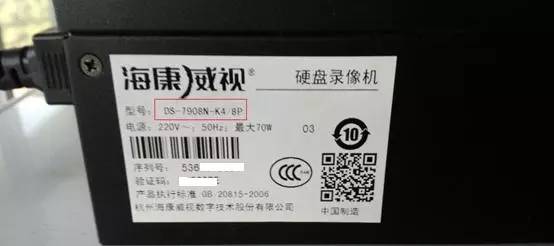 海康威视® 硬盘录像机
型号: DS-7908N-K4/8P
电源: 220V～; 50Hz; 最大70W 03
10
序列号: 536
验证码:
产品执行标准 GB 20815-2006
杭州海康威视数字技术股份有限公司
中国制造